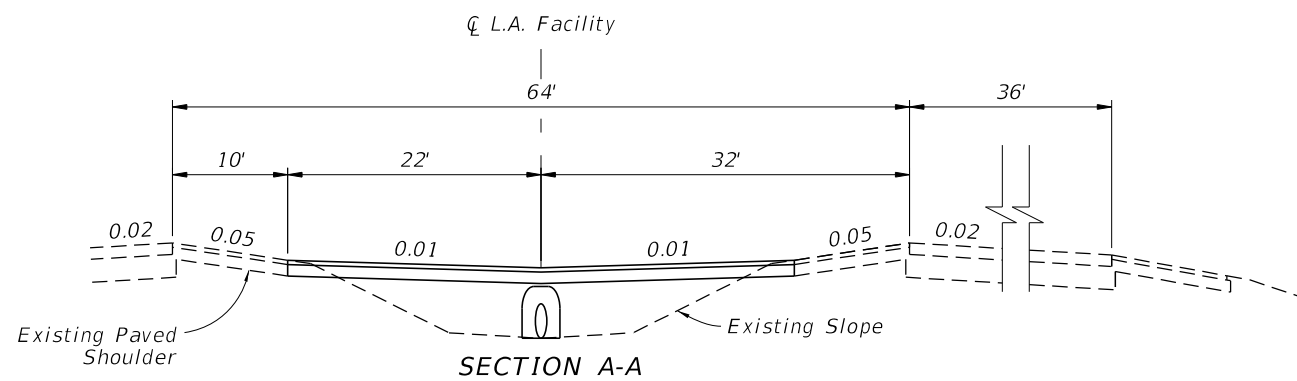 ℄ L.A. Facility
64'
36'
10'
22'
32'
0.02
0.05
0.01
0.01
0.05
0.02
Existing Paved
Shoulder
Existing Slope
SECTION A-A